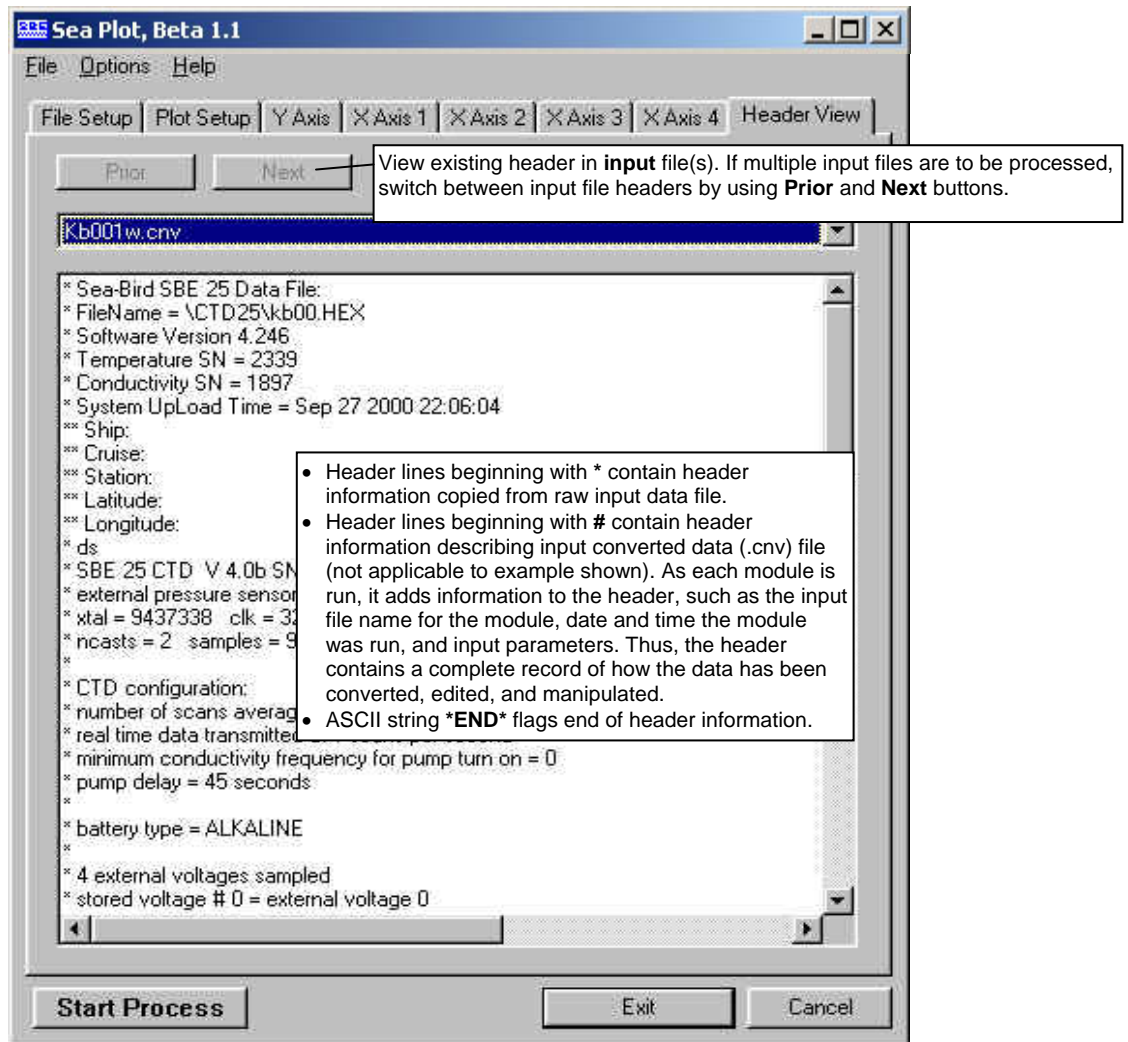 Sea Plot, Beta 1.1
File Options Help
File Setup Plot Setup Y Axis X Axis 1 X Axis 2 X Axis 3 X Axis 4 Header View
Prior Next
View existing header in input file(s). If multiple input files are to be processed,
switch between input file headers by using Prior and Next buttons.
Kb001w.cnv
* Sea-Bird SBE 25 Data File:
* FileName = \CTD25\kb00.HEX
* Software Version 4.246
* Temperature SN = 2339
* Conductivity SN = 1897
* System UpLoad Time = Sep 27 2000 22:06:04
** Ship:
** Cruise:
** Station:
** Latitude:
** Longitude:
* ds
* SBE 25 CTD V 4.0b SN
* external pressure sensor
* xtal = 9437338 clk = 32
* ncasts = 2 samples = 9
*
* CTD configuration:
* number of scans averag
* real time data transmitted
* minimum conductivity frequency for pump turn on = 0
* pump delay = 45 seconds
*
* battery type = ALKALINE
*
* 4 external voltages sampled
* stored voltage # 0 = external voltage 0
• Header lines beginning with * contain header
information copied from raw input data file.
• Header lines beginning with # contain header
information describing input converted data (.cnv) file
(not applicable to example shown). As each module is
run, it adds information to the header, such as the input
file name for the module, date and time the module
was run, and input parameters. Thus, the header
contains a complete record of how the data has been
converted, edited, and manipulated.
• ASCII string *END* flags end of header information.
Start Process Exit Cancel